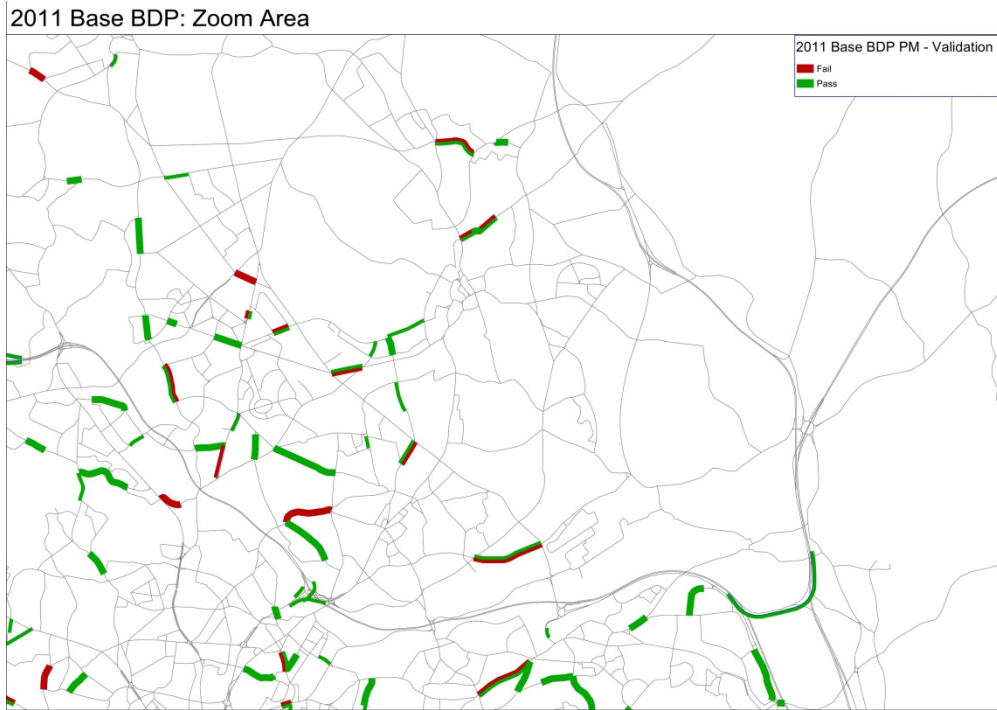 2011 Base BDP: Zoom Area
2011 Base BDP PM - Validation
Fail
Pass